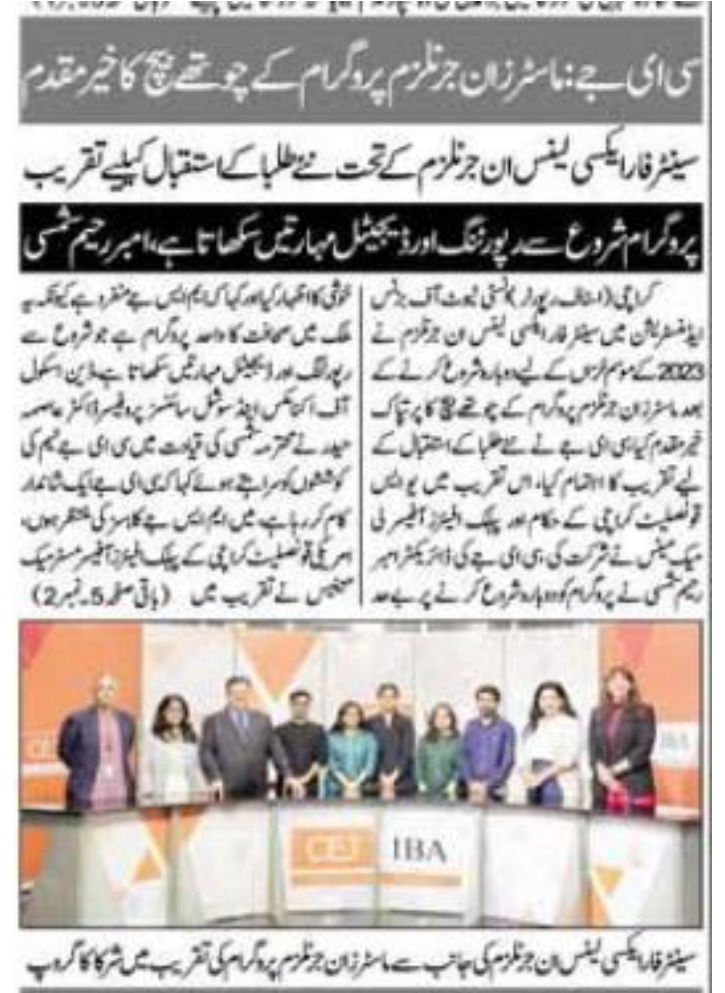 سی ای جے: ماسٹرز ان جرنلزم پروگرام کے چوتھے بیچ کا خیر مقدم
سینٹر فار ایکسی لینس ان جرنلزم کے تحت نئے طلبا کے استقبال کیلیے تقریب
پروگرام شروع سے رپورٹنگ اور ڈیجیٹل مہارتیں سکھاتا ہے، امبر رحیم شمسی
کراچی (اسٹاف رپورٹر) انسٹی ٹیوٹ آف بزنس
ایڈمنسٹریشن میں سینٹر فار ایکسی لینس ان جرنلزم نے
2023 کے موسم خزاں کے لیے دوبارہ شروع کرنے کے
بعد ماسٹرز ان جرنلزم پروگرام کے چوتھے بیچ کا پرتپاک
خیر مقدم کیا، سی ای جے نے نئے طلبا کے استقبال کے
لیے تقریب کا اہتمام کیا، اس تقریب میں یو ایس
قونصلیٹ کراچی کے حکام اور پبلک افیئرز آفیسر لی
میک مینس نے شرکت کی، سی ای جے کی ڈائریکٹر امبر
رحیم شمسی نے پروگرام کو دوبارہ شروع کرنے پر بے حد
خوشی کا اظہار کیا اور کہا کہ ایم ایس جے منفرد ہے کیونکہ یہ
ملک میں صحافت کا واحد پروگرام ہے جو شروع سے
رپورٹنگ اور ڈیجیٹل مہارتیں سکھاتا ہے، ڈین اسکول
آف اکنامکس اینڈ سوشل سائنسز پروفیسر ڈاکٹر عاصمہ
حیدر نے محترمہ شمسی کی قیادت میں سی ای جے ٹیم کی
کوششوں کو سراہتے ہوئے کہا کہ سی ای جے ایک شاندار
کام کر رہا ہے، میں ایم ایس جے کلاسز کی منتظر ہوں،
امریکی قونصلیٹ کراچی کے پبلک افیئرز آفیسر مسٹر میک
نے تقریب میں (باقی صفحہ 5۔ نمبر 2)
CEJ
IBA
CEJ IBA
سینٹر فار ایکسی لینس ان جرنلزم کی جانب سے ماسٹرز ان جرنلزم پروگرام کی تقریب میں شرکا کا گروپ